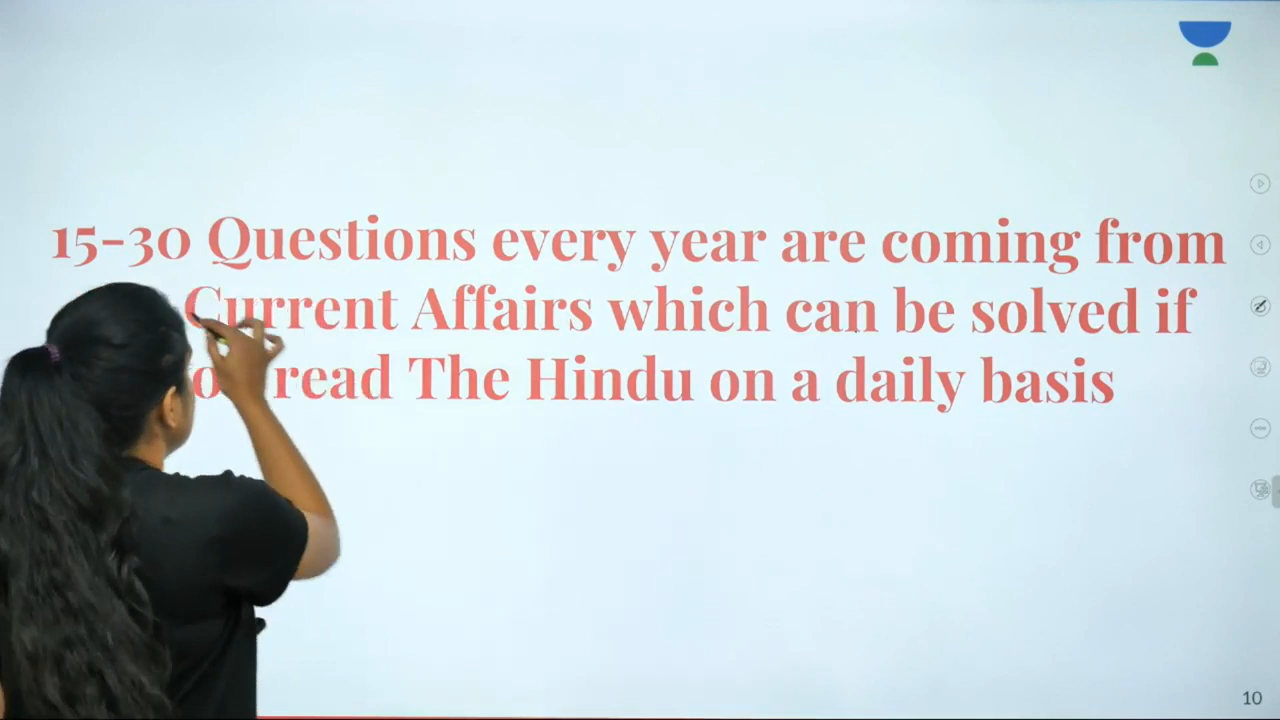 15-30 Questions every year are coming from
Current Affairs which can be solved if
read The Hindu on a daily basis
10